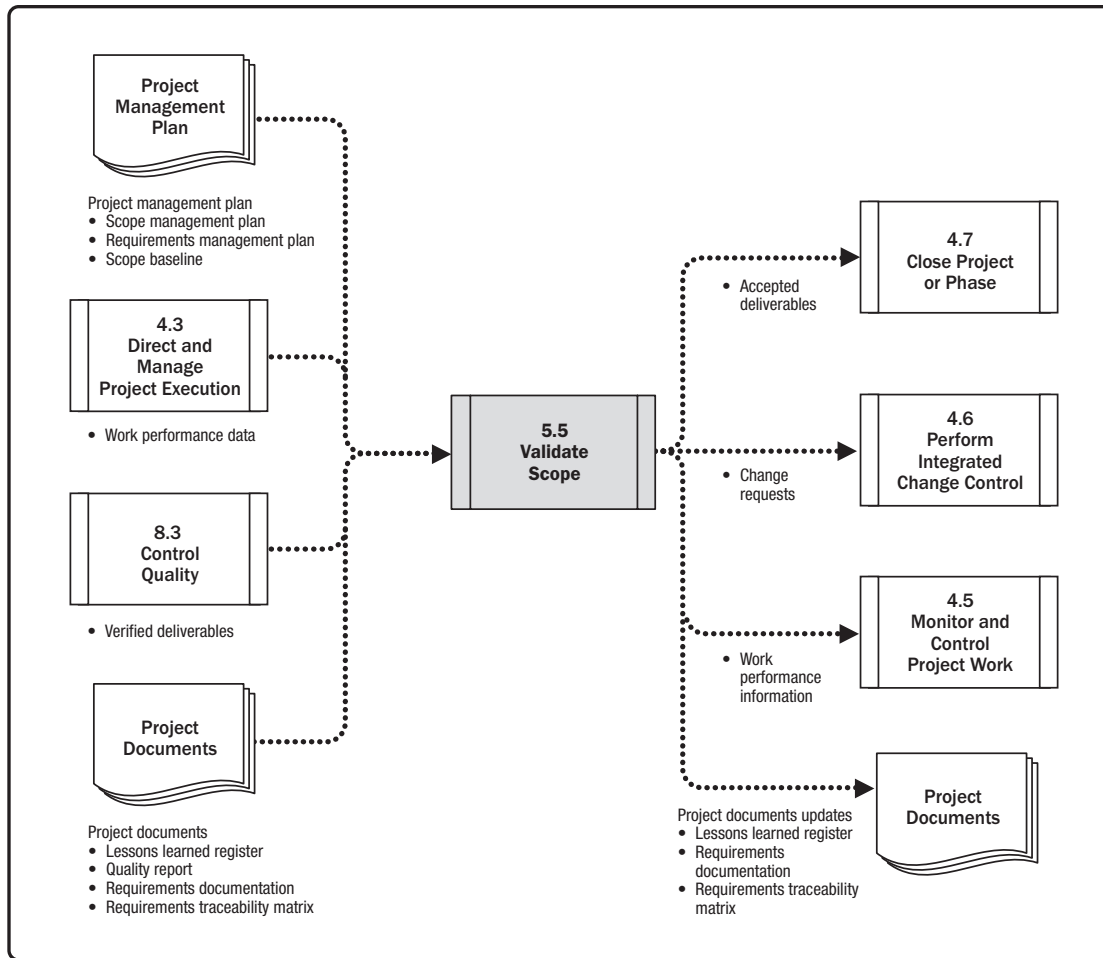 Project
Management
Plan
Project management plan
• Scope management plan
• Requirements management plan
• Scope baseline
4.3
Direct and
Manage
Project Execution
• Work performance data
8.3
Control
Quality
• Verified deliverables
Project
Documents
Project documents
• Lessons learned register
• Quality report
• Requirements documentation
• Requirements traceability matrix
5.5
Validate
Scope
• Accepted
deliverables
4.7
Close Project
or Phase
• Change
requests
4.6
Perform
Integrated
Change Control
• Work
performance
information
4.5
Monitor and
Control
Project Work
Project documents updates
• Lessons learned register
• Requirements
documentation
• Requirements traceability
matrix
Project
Documents